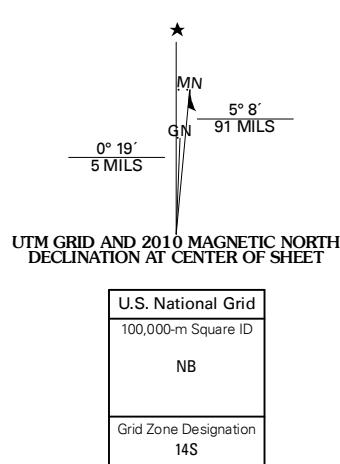 ★
MN
5° 8´
91 MILS
GN
0° 19´
5 MILS
UTM GRID AND 2010 MAGNETIC NORTH
DECLINATION AT CENTER OF SHEET
U.S. National Grid
100,000-m Square ID
NB
Grid Zone Designation
14S